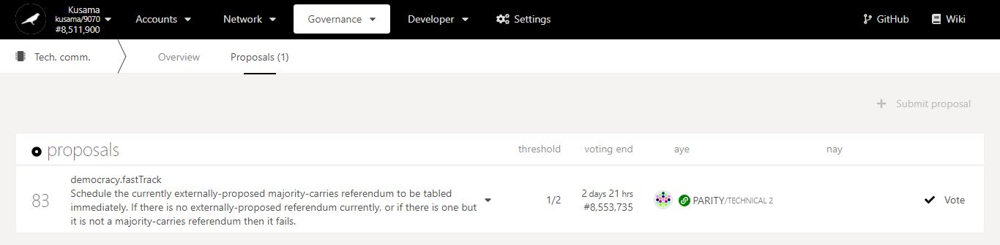 Kusama
kusama/9070
#8,511,900
Accounts
Network
Governance
Developer
Settings
GitHub
Wiki
Tech. comm.
Overview
Proposals (1)
Submit proposal
proposals
threshold
voting end
aye
nay
83
democracy.fastTrack
Schedule the currently externally-proposed majority-carries referendum to be tabled
immediately. If there is no externally-proposed referendum currently, or if there is one but
it is not a majority-carries referendum then it fails.
1/2
2 days 21 hrs
#8,553,735
PARITY/TECHNICAL 2
Vote